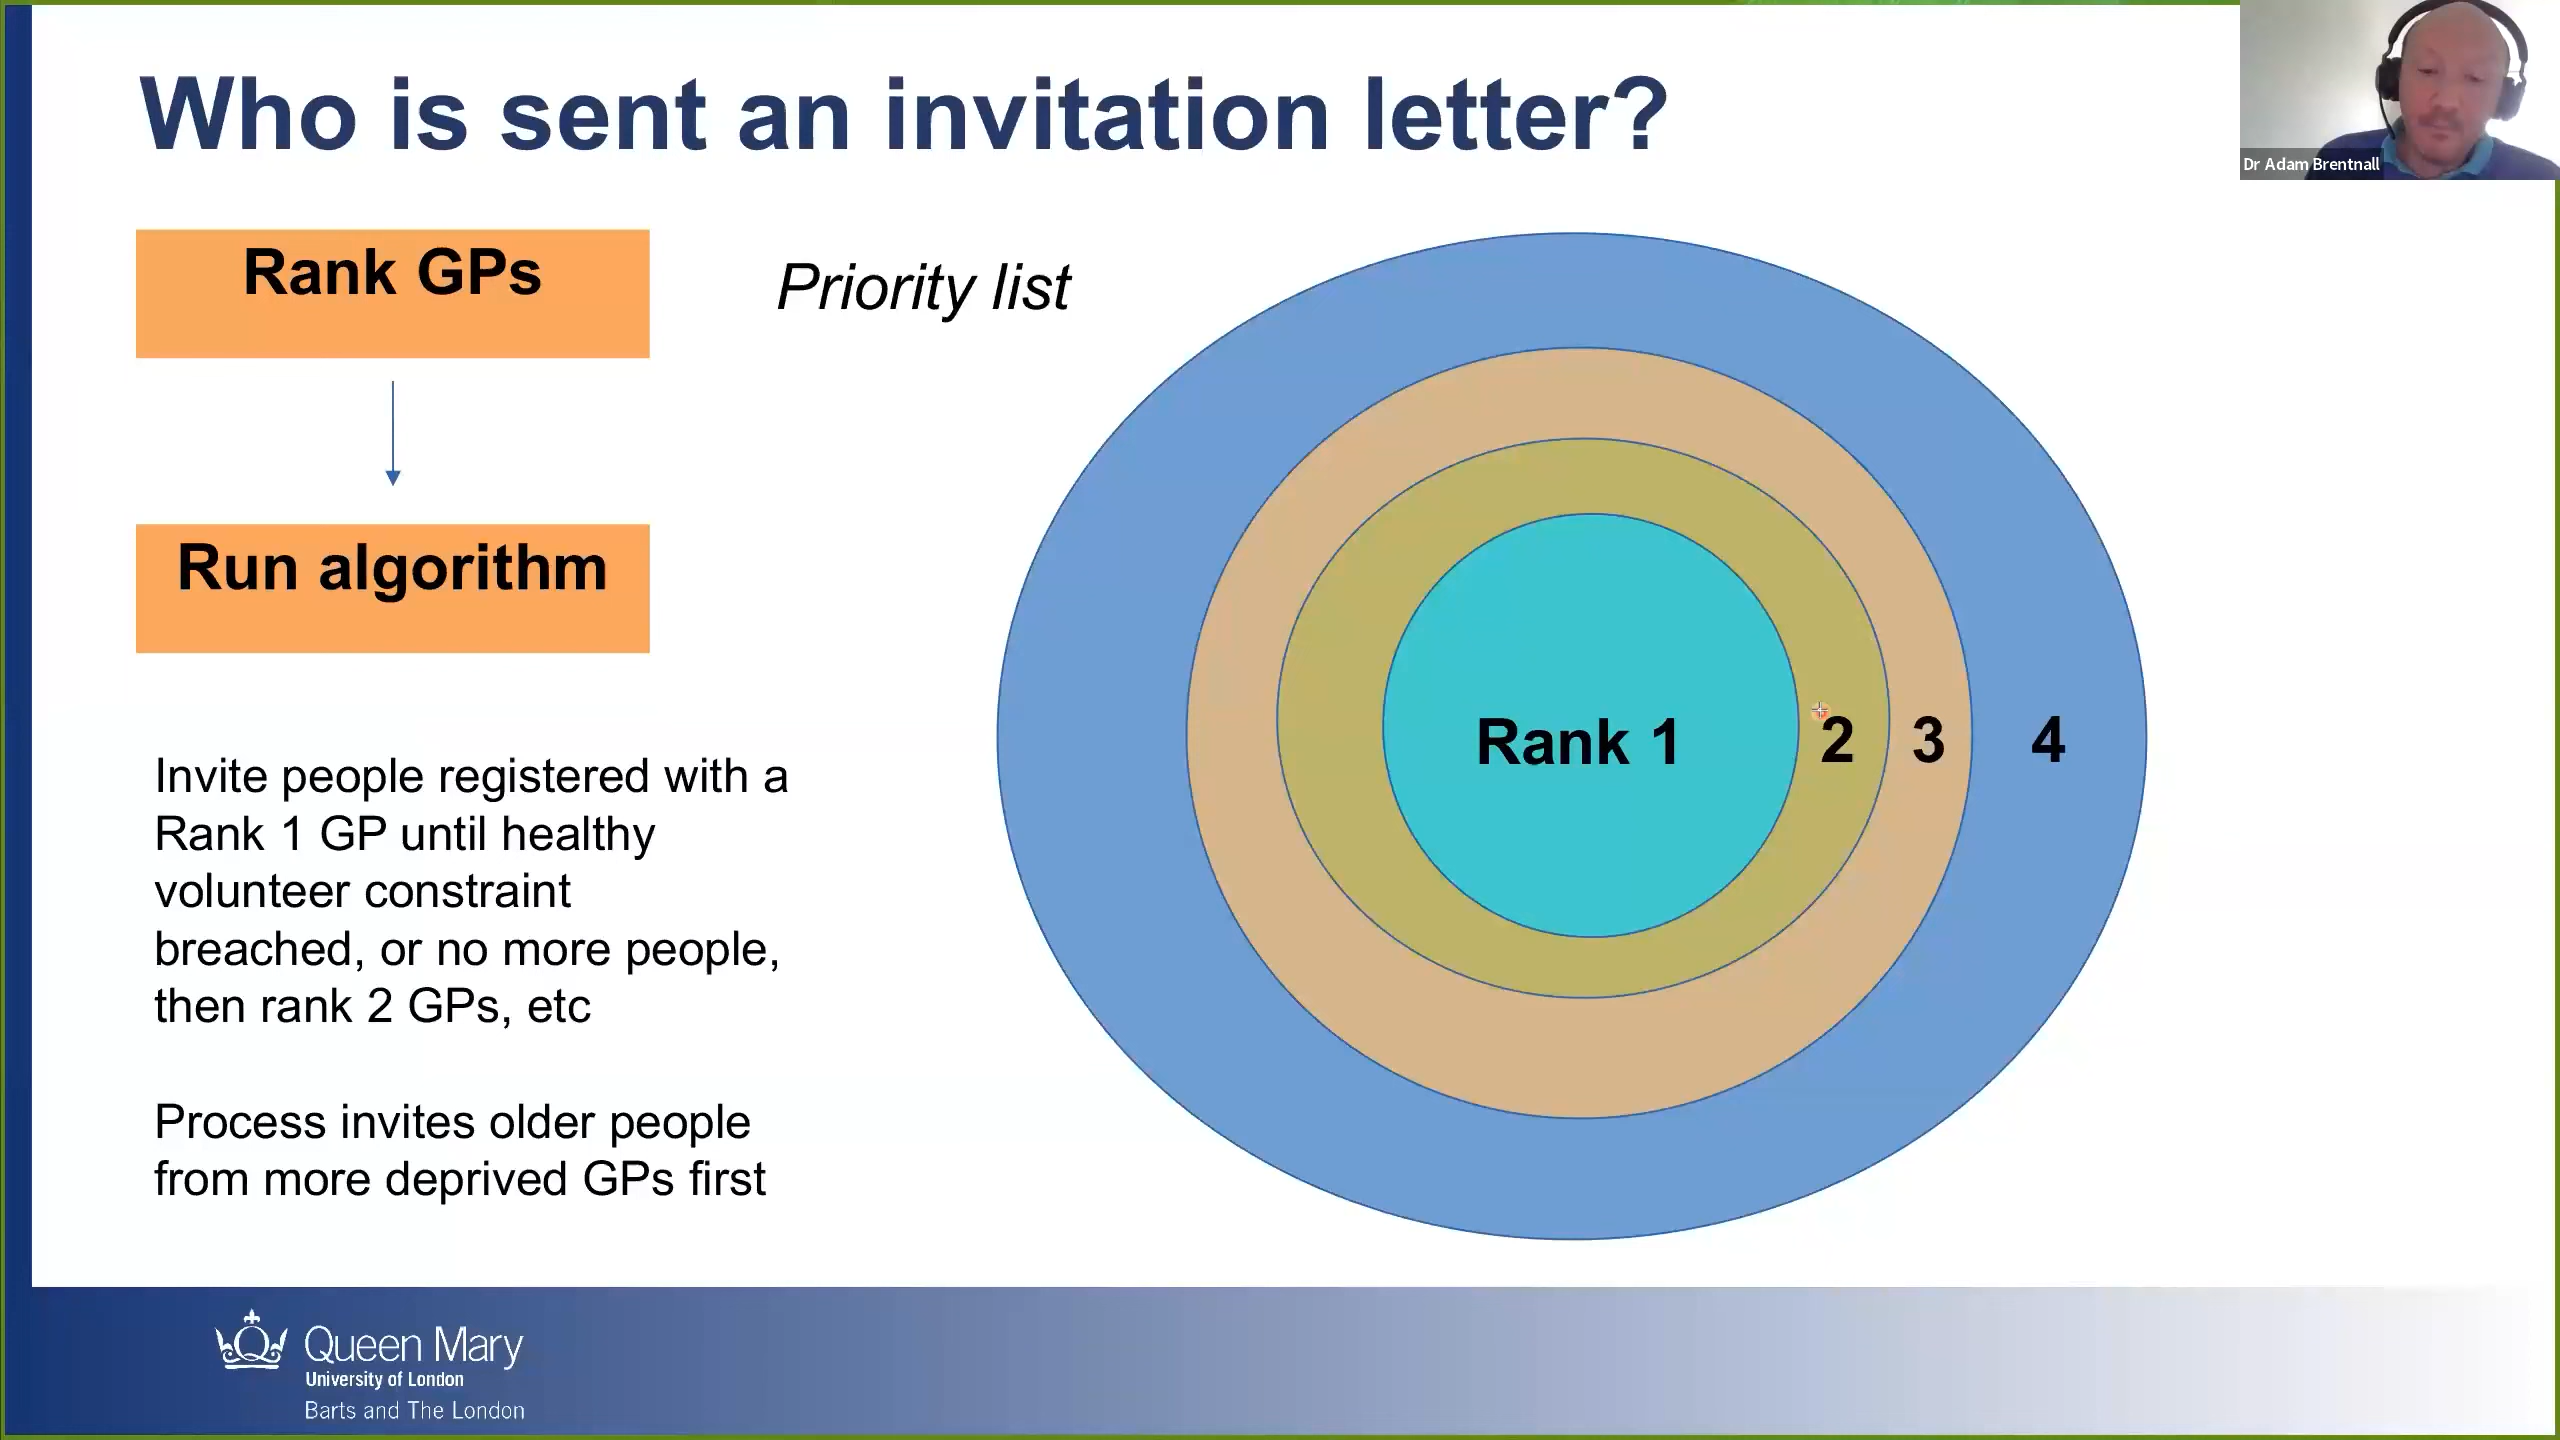 Who is sent an invitation letter?
Dr Adam Brentnall
Rank GPs
Priority list
Run algorithm
Rank 1
2
3
4
Invite people registered with a
Rank 1 GP until healthy
volunteer constraint
breached, or no more people,
then rank 2 GPs, etc
Process invites older people
from more deprived GPs first
Queen Mary
University of London
Barts and The London